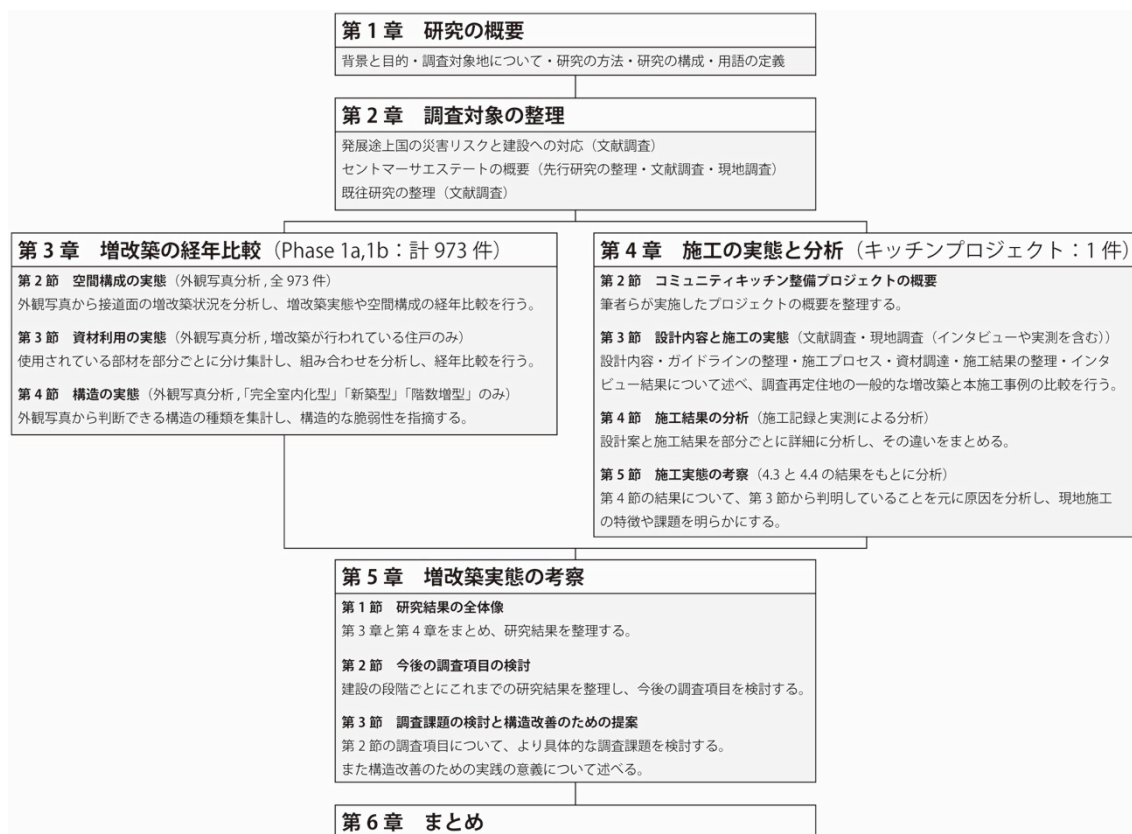 第 1 章　研究の概要
背景と目的・調査対象地について・研究の方法・研究の構成・用語の定義
第 2 章　調査対象の整理
発展途上国の災害リスクと建設への対応（文献調査）
セントマーサエステートの概要（先行研究の整理・文献調査・現地調査）
既往研究の整理（文献調査）
第 3 章　増改築の経年比較（Phase 1a,1b：計 973 件）
第 2 節　空間構成の実態（外観写真分析 , 全 973 件）
外観写真から接道面の増改築状況を分析し、増改築実態や空間構成の経年比較を行う。
第 3 節　資材利用の実態（外観写真分析 , 増改築が行われている住戸のみ）
使用されている部材を部分ごとに分け集計し、組み合わせを分析し、経年比較を行う。
第 4 節　構造の実態（外観写真分析 ,「完全室内化型」「新築型」「階数増型」のみ）
外観写真から判断できる構造の種類を集計し、構造的な脆弱性を指摘する。
第 4 章　施工の実態と分析（キッチンプロジェクト：1 件）
第 2 節　コミュニティキッチン整備プロジェクトの概要
筆者らが実施したプロジェクトの概要を整理する。
第 3 節　設計内容と施工の実態（文献調査・現地調査（インタビューや実測を含む））
設計内容・ガイドラインの整理・施工プロセス・資材調達・施工結果の整理・インタ
ビュー結果について述べ、調査再定住地の一般的な増改築と本施工事例の比較を行う。
第 4 節　施工結果の分析（施工記録と実測による分析）
設計案と施工結果を部分ごとに詳細に分析し、その違いをまとめる。
第 5 節　施工実態の考察（4.3 と 4.4 の結果をもとに分析）
第 4 節の結果について、第 3 節から判明していることを元に原因を分析し、現地施工
の特徴や課題を明らかにする。
第 5 章　増改築実態の考察
第 1 節　研究結果の全体像
第 3 章と第 4 章をまとめ、研究結果を整理する。
第 2 節　今後の調査項目の検討
建設の段階ごとにこれまでの研究結果を整理し、今後の調査項目を検討する。
第 3 節　調査課題の検討と構造改善のための提案
第 2 節の調査項目について、より具体的な調査課題を検討する。
また構造改善のための実践の意義について述べる。
第 6 章　まとめ